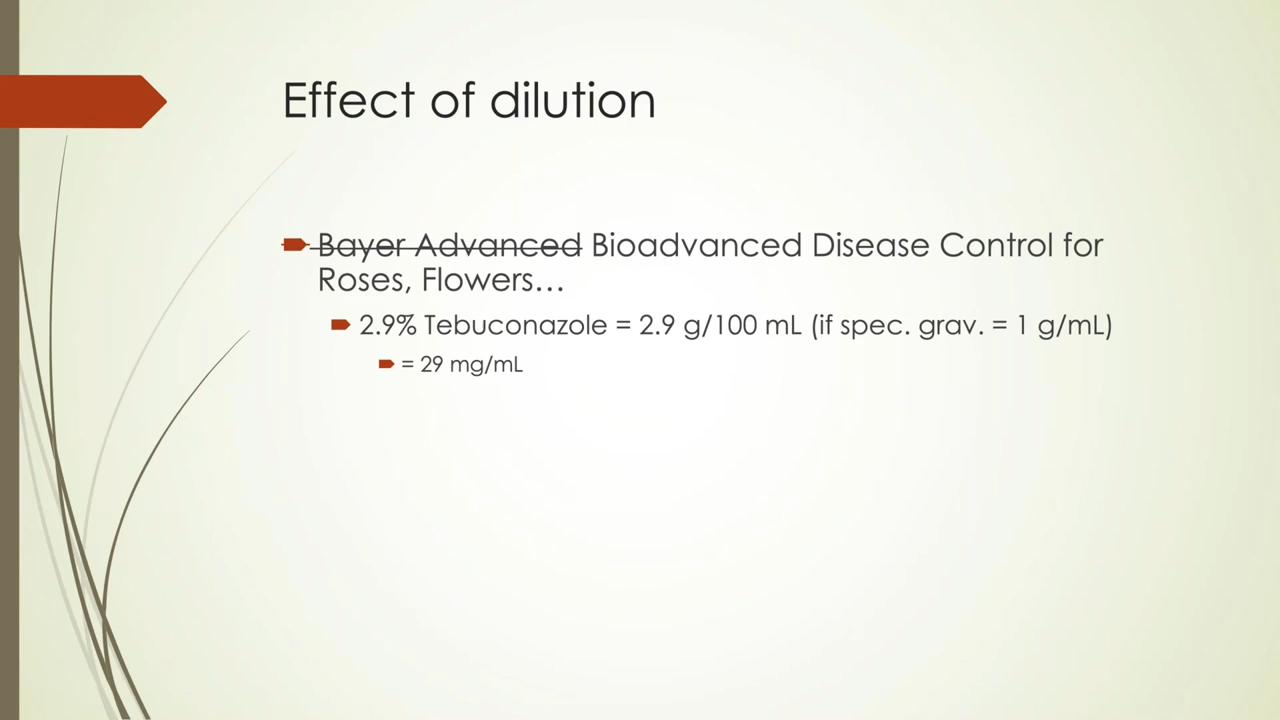 Effect of dilution
Bayer Advanced Bioadvanced Disease Control for
Roses, Flowers…
2.9% Tebuconazole = 2.9 g/100 mL (if spec. grav. = 1 g/mL)
= 29 mg/mL